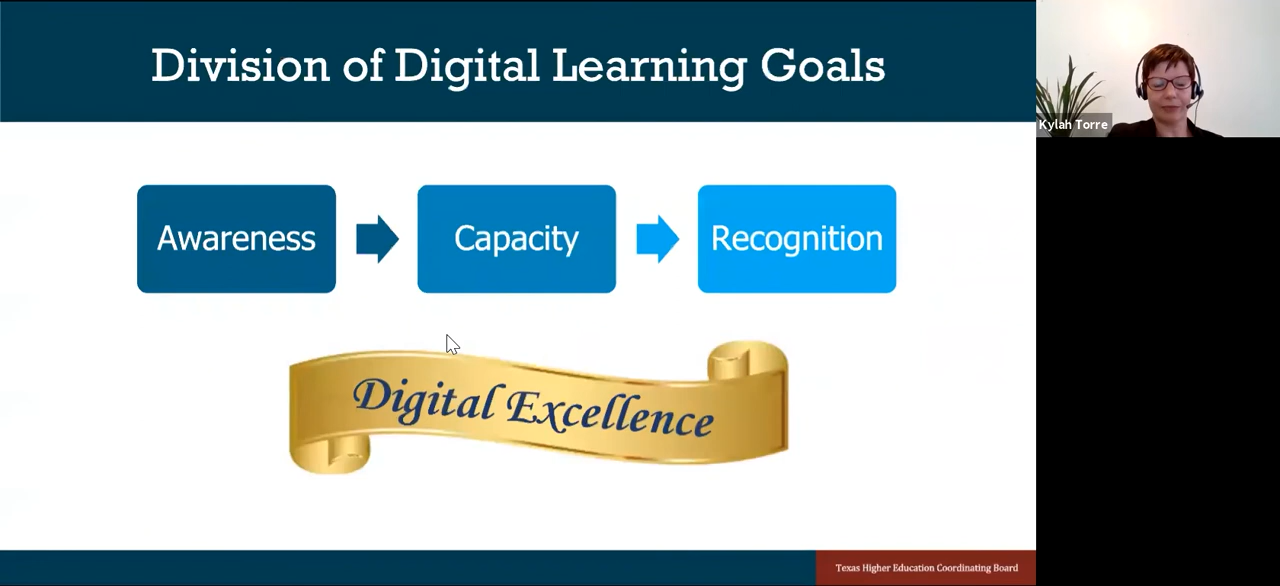 Division of Digital Learning Goals
Kylah Torre
Awareness
Capacity
Recognition
Digital Excellence
Texas Higher Education Coordinating Board